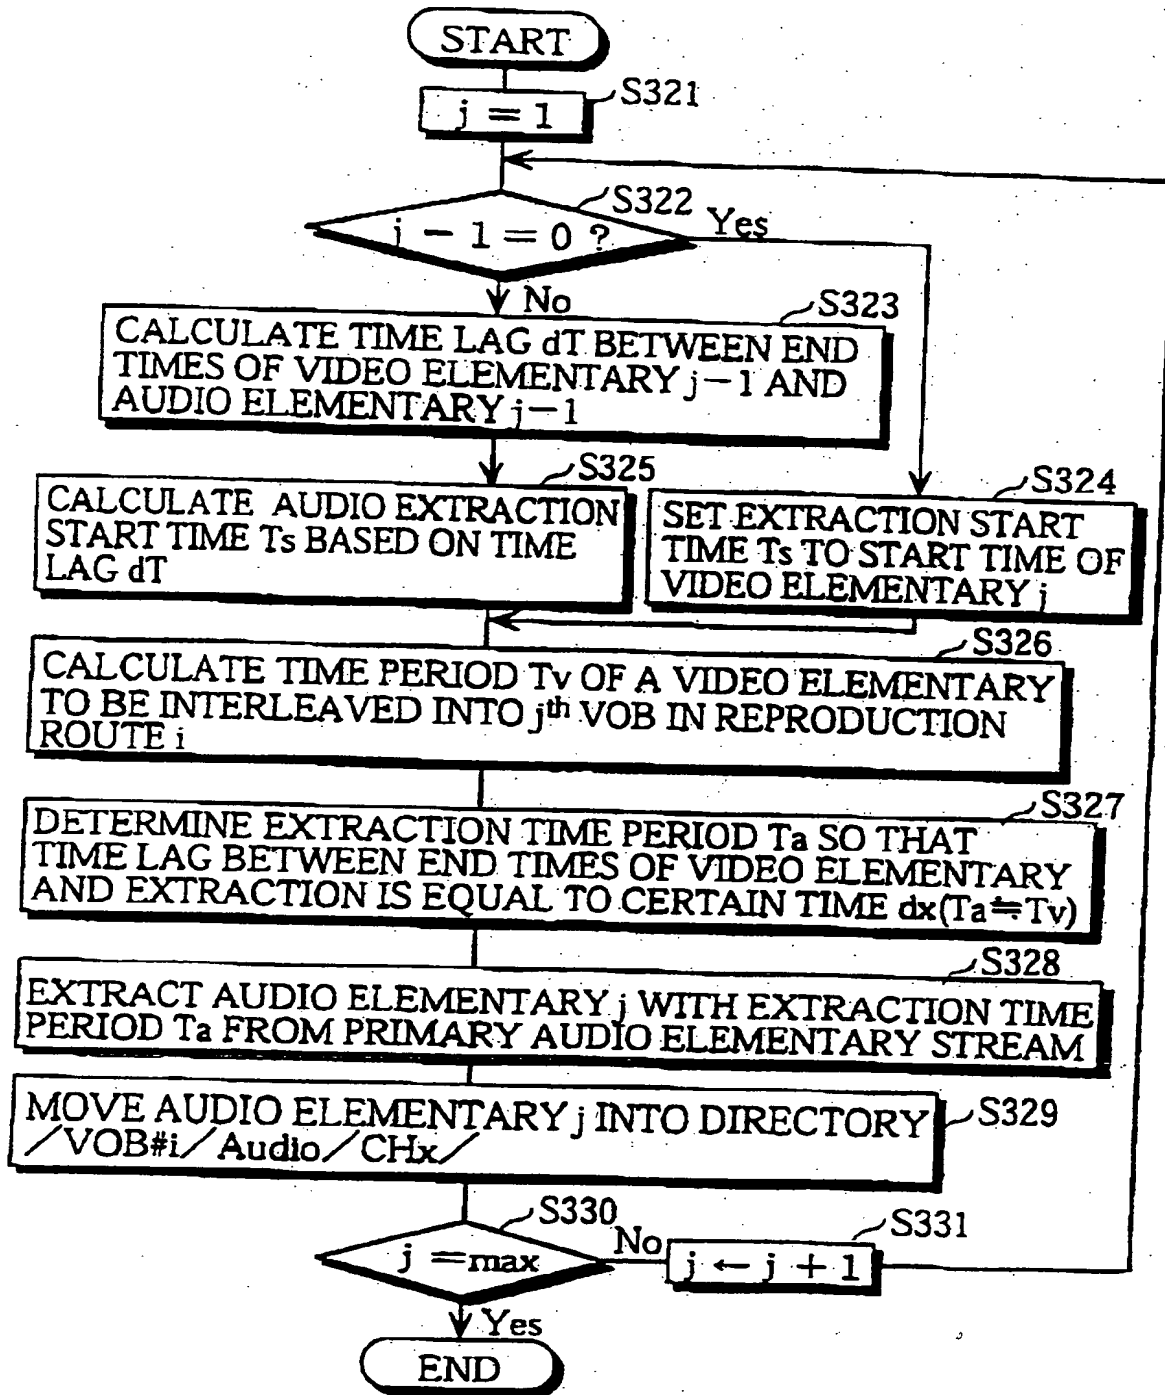 START
S321
j = 1
S322
j - 1 = 0 ?
Yes
No
S323
CALCULATE TIME LAG dT BETWEEN END
TIMES OF VIDEO ELEMENTARY j-1 AND
AUDIO ELEMENTARY j-1
S325
CALCULATE AUDIO EXTRACTION
START TIME Ts BASED ON TIME
LAG dT
S324
SET EXTRACTION START
TIME Ts TO START TIME OF
VIDEO ELEMENTARY j
S326
CALCULATE TIME PERIOD Tv OF A VIDEO ELEMENTARY
TO BE INTERLEAVED INTO jth VOB IN REPRODUCTION
ROUTE i
S327
DETERMINE EXTRACTION TIME PERIOD Ta SO THAT
TIME LAG BETWEEN END TIMES OF VIDEO ELEMENTARY
AND EXTRACTION IS EQUAL TO CERTAIN TIME dx(Ta≒Tv)
S328
EXTRACT AUDIO ELEMENTARY j WITH EXTRACTION TIME
PERIOD Ta FROM PRIMARY AUDIO ELEMENTARY STREAM
S329
MOVE AUDIO ELEMENTARY j INTO DIRECTORY
/VOB#i/Audio/CHx/
S330
j =max
No
S331
j ← j + 1
Yes
END